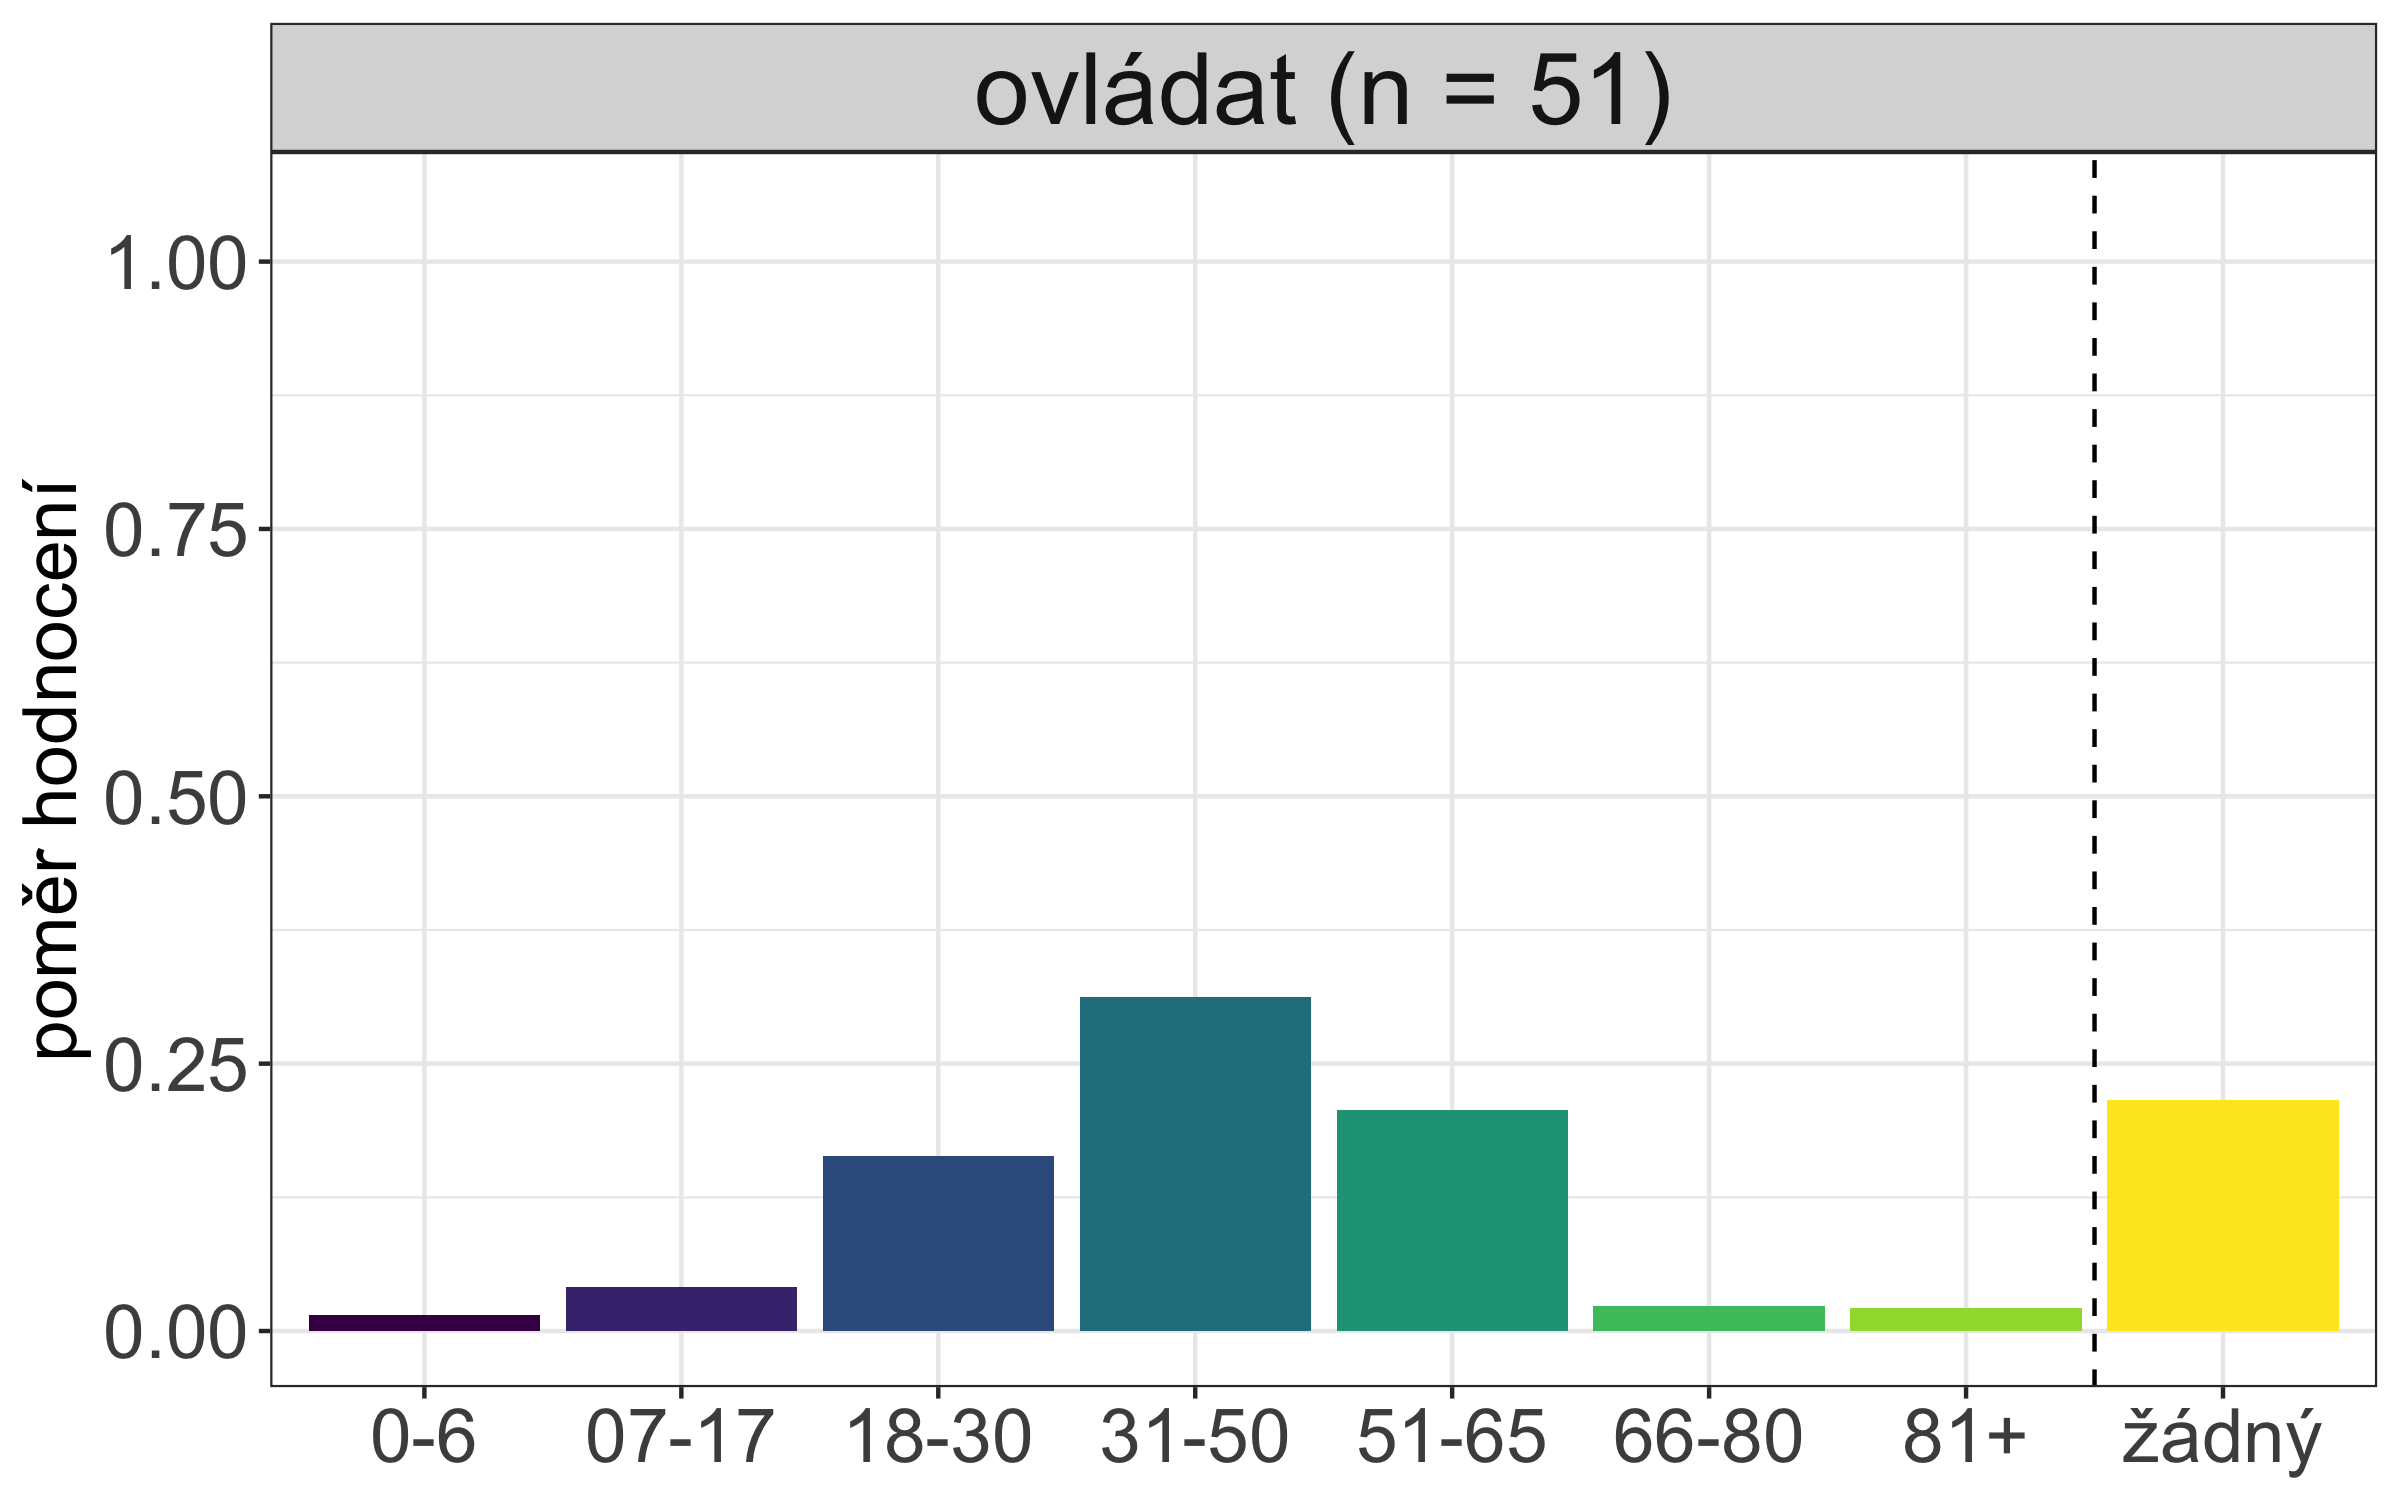 ovládat (n = 51)
poměr hodnocení
1.00
0.75
0.50
0.25
0.00
0-6 07-17 18-30 31-50 51-65 66-80 81+ žádný